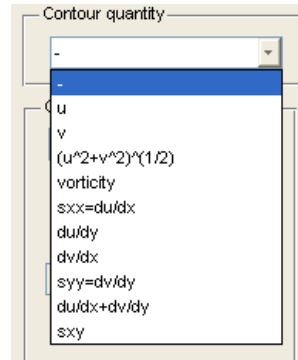 Contour quantity
-
-
u
v
(u^2+v^2)^(1/2)
vorticity
sxx=du/dx
du/dy
dv/dx
syy=dv/dy
du/dx+dv/dy
sxy